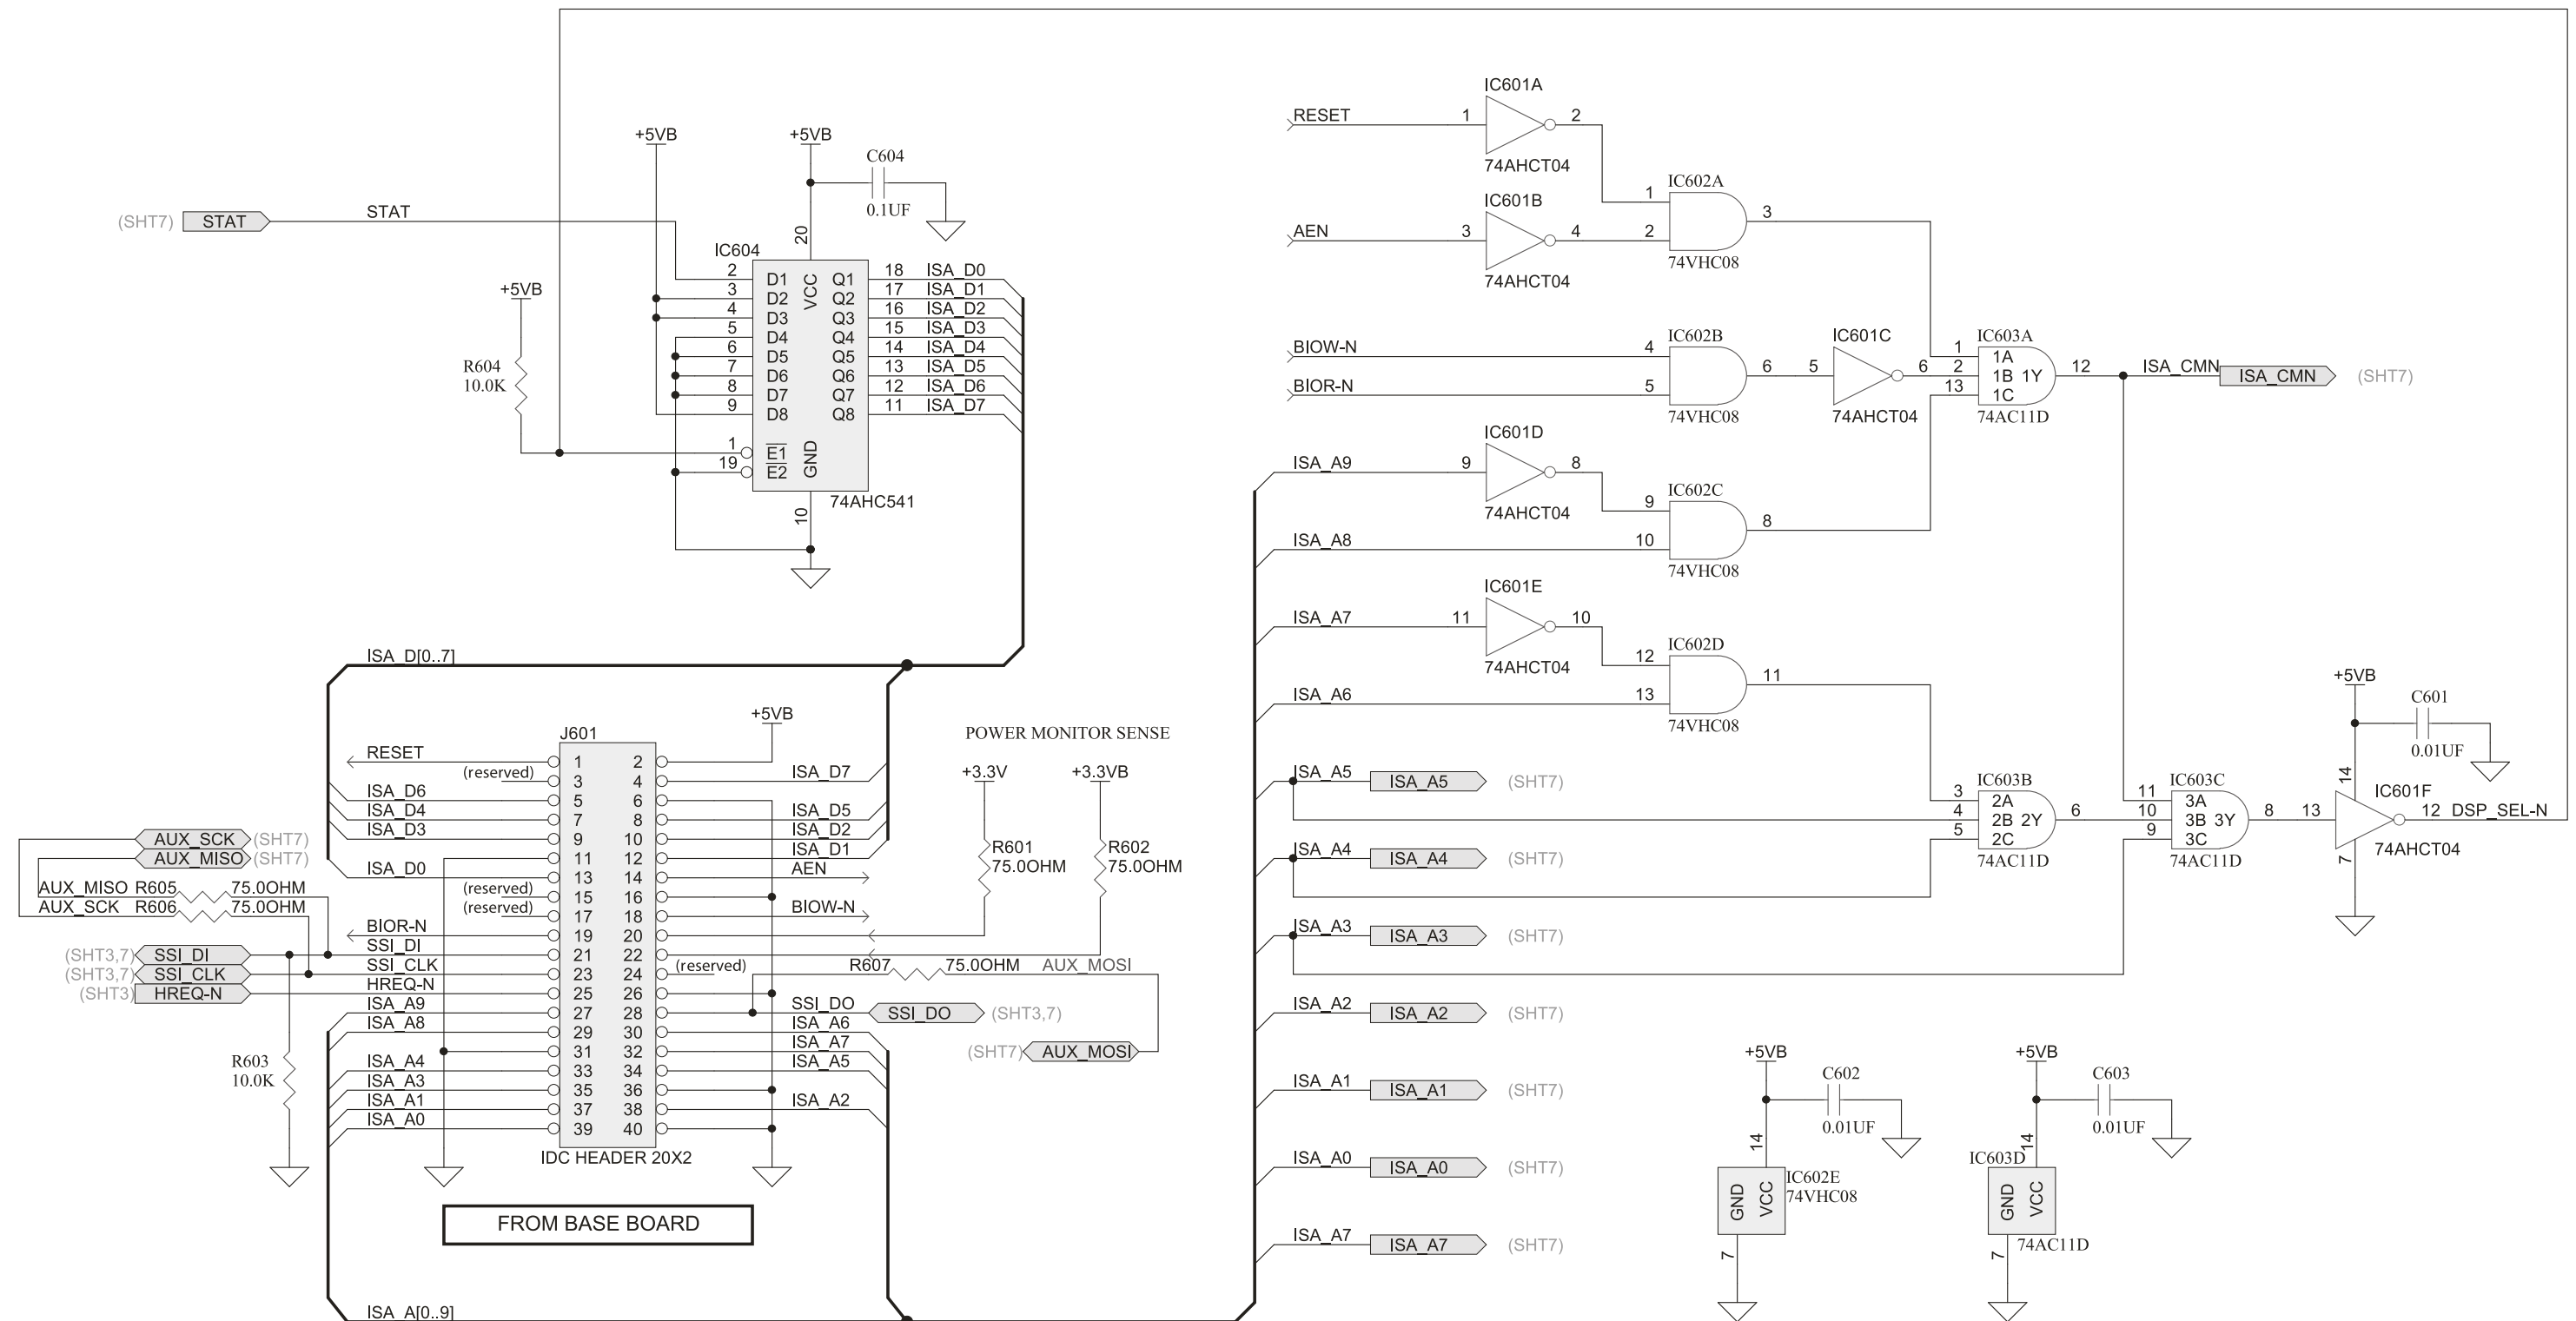 IC601A
RESET 1 2
74AHCT04
IC602A
1 3
2
74VHC08
IC601B
AEN 3 4
74AHCT04
+5VB
+5VB
C604
0.1UF
(SHT7) STAT STAT
20
IC604
2 D1 VCC Q1 18 ISA_D0
3 D2 Q2 17 ISA_D1
4 D3 Q3 16 ISA_D2
5 D4 Q4 15 ISA_D3
6 D5 Q5 14 ISA_D4
7 D6 Q6 13 ISA_D5
8 D7 Q7 12 ISA_D6
9 D8 Q8 11 ISA_D7
1 E1 GND
19 E2
74AHC541
10
+5VB
R604
10.0K
IC602B
BIOW-N 4 6
BIOR-N 5
74VHC08
IC601C
5 6
74AHCT04
IC603A
1 1A
2 1B 1Y 12 ISA_CMN ISA_CMN (SHT7)
13 1C
74AC11D
IC601D
ISA_A9 9 8
74AHCT04
IC602C
9 8
ISA_A8 10
74VHC08
IC601E
ISA_A7 11 10
74AHCT04
IC602D
12 11
ISA_A6 13
74VHC08
ISA_A5 ISA_A5 (SHT7)
IC603B
3 2A
4 2B 2Y 6
5 2C
74AC11D
IC603C
11 3A
10 3B 3Y 8
9 3C
74AC11D
+5VB
C601
0.01UF
14
IC601F
13 12 DSP_SEL-N
74AHCT04
7
ISA_A4 ISA_A4 (SHT7)
ISA_A3 ISA_A3 (SHT7)
ISA_A2 ISA_A2 (SHT7)
ISA_A1 ISA_A1 (SHT7)
ISA_A0 ISA_A0 (SHT7)
ISA_A7 ISA_A7 (SHT7)
ISA_D[0..7]
+5VB
J601
RESET 1 2
(reserved) 3 4 ISA_D7
ISA_D6 5 6
ISA_D4 7 8 ISA_D5
ISA_D3 9 10 ISA_D2
11 12 ISA_D1
ISA_D0 13 14 AEN
(reserved) 15 16
(reserved) 17 18 BIOW-N
BIOR-N 19 20
SSI_DI 21 22
SSI_CLK 23 24 (reserved)
HREQ-N 25 26
ISA_A9 27 28 SSI_DO
ISA_A8 29 30 ISA_A6
31 32 ISA_A7
ISA_A4 33 34 ISA_A5
ISA_A3 35 36
ISA_A1 37 38 ISA_A2
ISA_A0 39 40
IDC HEADER 20X2
AUX_SCK (SHT7)
AUX_MISO (SHT7)
AUX_MISO R605 75.0OHM
AUX_SCK R606 75.0OHM
(SHT3,7) SSI_DI
(SHT3,7) SSI_CLK
(SHT3) HREQ-N
R603
10.0K
POWER MONITOR SENSE
+3.3V +3.3VB
R601
75.0OHM
R602
75.0OHM
R607 75.0OHM AUX_MOSI
SSI_DO (SHT3,7)
(SHT7) AUX_MOSI
FROM BASE BOARD
ISA_A[0..9]
+5VB
C602
0.01UF
14
GND VCC
IC602E
74VHC08
7
+5VB
C603
0.01UF
14
IC603D
GND VCC
74AC11D
7